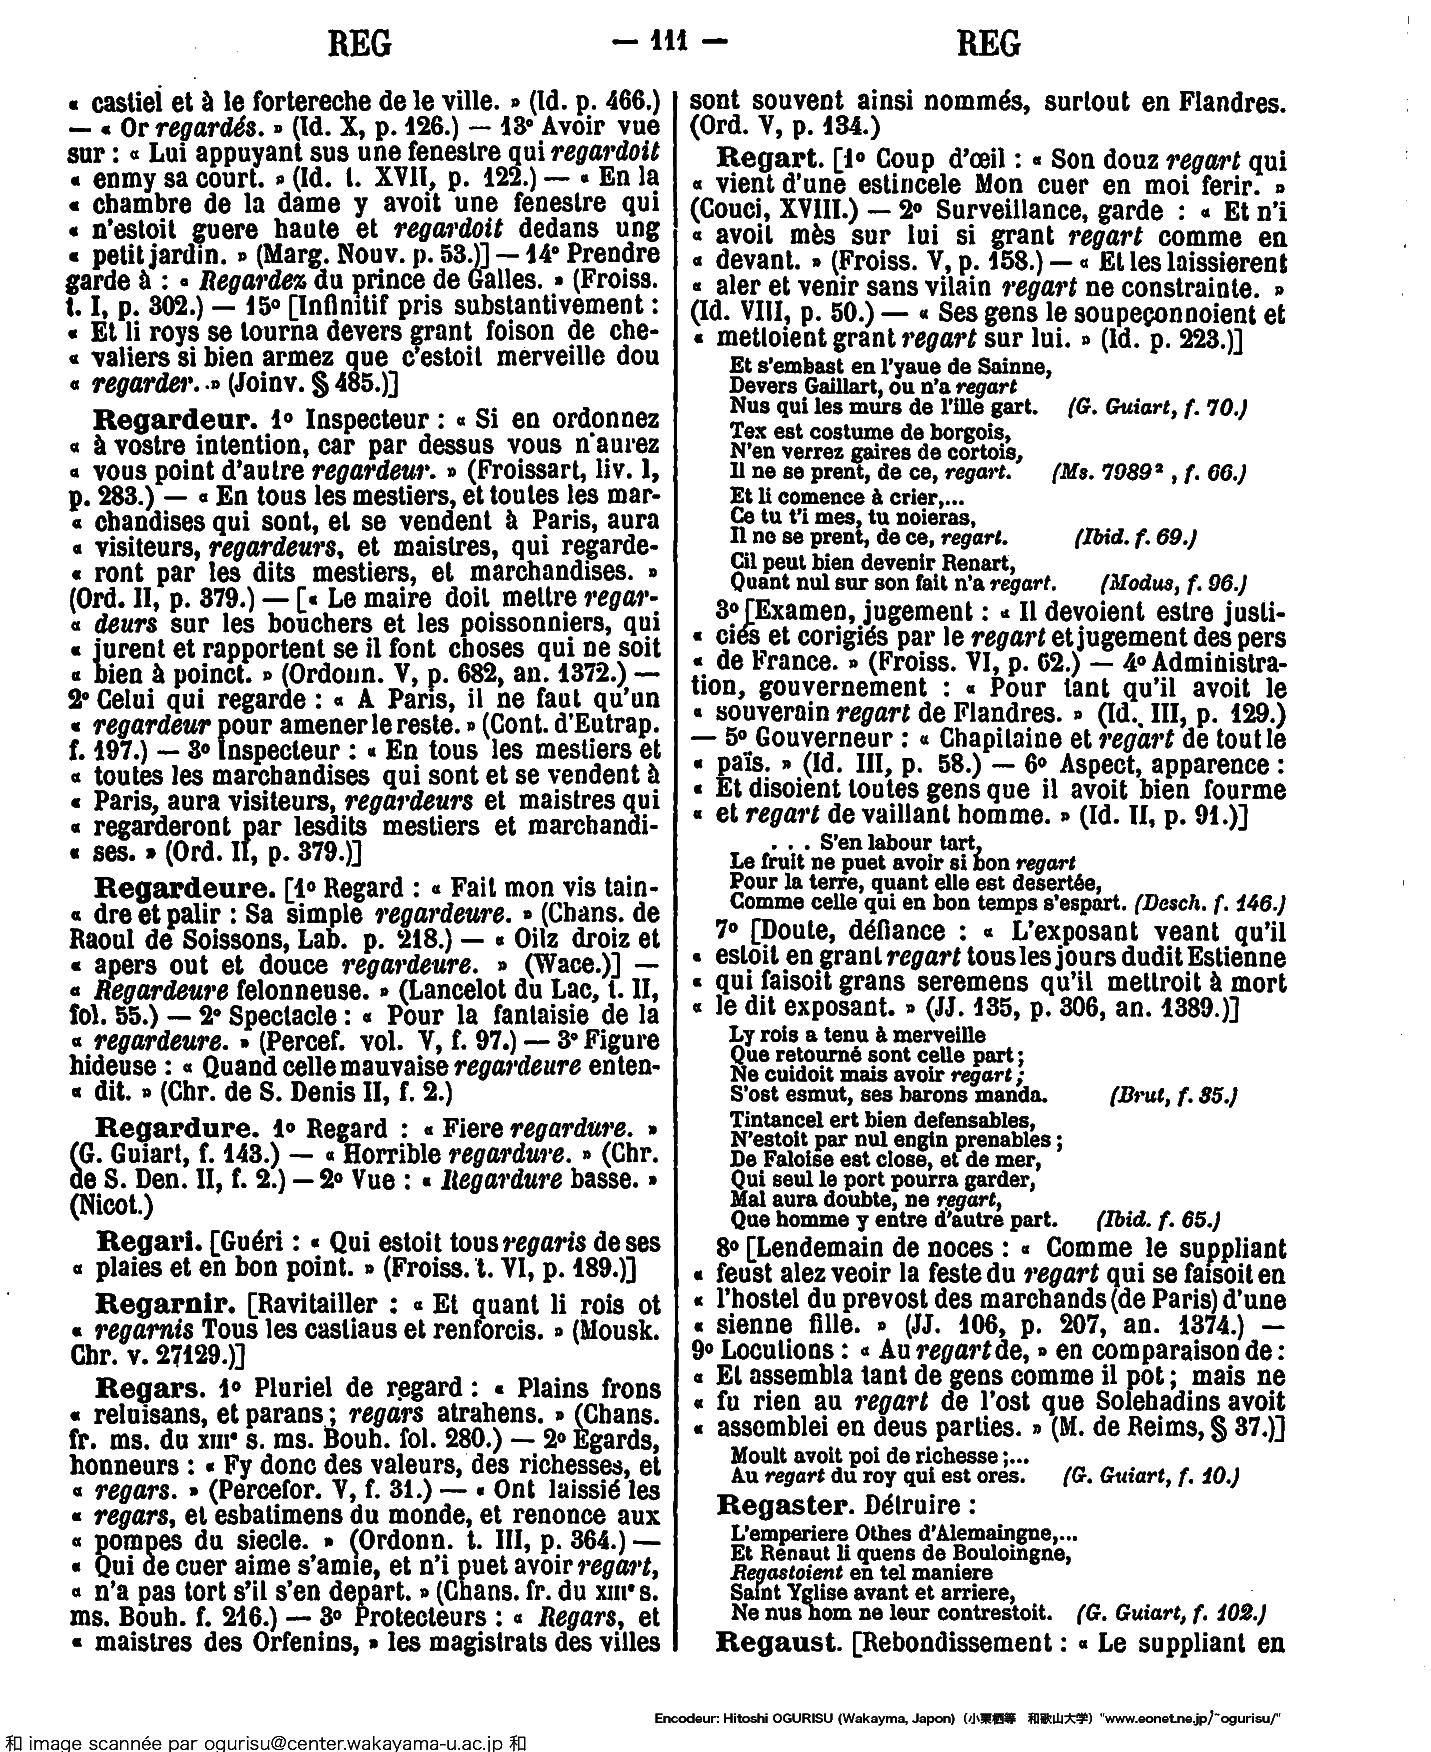 REG — 111 — REG
« castiel et à le fortereche de le ville. » (Id. p. 466.)
— « Or regardés. » (Id. X, p. 126.) — 13° Avoir vue
sur : « Lui appuyant sus une fenestre qui regardoit
« enmy sa court. » (Id. t. XVII, p. 122.) — « En la
« chambre de la dame y avoit une fenestre qui
« n'estoit guere haute et regardoit dedans ung
« petit jardin. » (Marg. Nouv. p. 53.)] — 14° Prendre
garde à : « Regardez du prince de Galles. » (Froiss.
t. I, p. 302.) — 15° [Infinitif pris substantivement :
« Et li roys se tourna devers grant foison de che-
« valiers si bien armez que c'estoit merveille dou
« regarder. » (Joinv. § 485.)]
Regardeur. 1° Inspecteur : « Si en ordonnez
« à vostre intention, car par dessus vous n'aurez
« vous point d'autre regardeur. » (Froissart, liv. I,
p. 283.) — « En tous les mestiers, et toutes les mar-
« chandises qui sont, et se vendent à Paris, aura
« visiteurs, regardeurs, et maistres, qui regarde-
« ront par les dits mestiers, et marchandises. »
(Ord. II, p. 379.) — [« Le maire doit mettre regar-
« deurs sur les bouchers et les poissonniers, qui
« jurent et rapportent se il font choses qui ne soit
« bien à poinct. » (Ordonn. V, p. 682, an. 1372.) —
2° Celui qui regarde : « A Paris, il ne faut qu'un
« regardeur pour amener le reste. » (Cont. d'Eutrap.
f. 197.) — 3° Inspecteur : « En tous les mestiers et
« toutes les marchandises qui sont et se vendent à
« Paris, aura visiteurs, regardeurs et maistres qui
« regarderont par lesdits mestiers et marchandi-
« ses. » (Ord. II, p. 379.)]
Regardeure. [1° Regard : « Fait mon vis tain-
« dre et palir : Sa simple regardeure. » (Chans. de
Raoul de Soissons, Lab. p. 218.) — « Oilz droiz et
« apers out et douce regardeure. » (Wace.)] —
« Regardeure felonneuse. » (Lancelot du Lac, t. II,
fol. 55.) — 2° Spectacle : « Pour la fantaisie de la
« regardeure. » (Percef. vol. V, f. 97.) — 3° Figure
hideuse : « Quand celle mauvaise regardeure enten-
« dit. » (Chr. de S. Denis II, f. 2.)
Regardure. 1° Regard : « Fiere regardure. »
(G. Guiart, f. 143.) — « Horrible regardure. » (Chr.
de S. Den. II, f. 2.) — 2° Vue : « Regardure basse. »
(Nicot.)
Regari. [Guéri : « Qui estoit tous regaris de ses
« plaies et en bon point. » (Froiss. t. VI, p. 189.)]
Regarnir. [Ravitailler : « Et quant li rois ot
« regarnis Tous les castiaus et renforcis. » (Mousk.
Chr. v. 27129.)]
Regars. 1° Pluriel de regard : « Plains frons
« reluisans, et parans ; regars atrahens. » (Chans.
fr. ms. du XIIIe s. ms. Bouh. fol. 280.) — 2° Egards,
honneurs : « Fy donc des valeurs, des richesses, et
« regars. » (Percefor. V, f. 31.) — « Ont laissié les
« regars, et esbatimens du monde, et renonce aux
« pompes du siecle. » (Ordonn. t. III, p. 364.) —
« Qui de cuer aime s'amie, et n'i puet avoir regart,
« n'a pas tort s'il s'en depart. » (Chans. fr. du XIIIe s.
ms. Bouh. f. 216.) — 3° Protecteurs : « Regars, et
« maistres des Orfenins, » les magistrats des villes
sont souvent ainsi nommés, surtout en Flandres.
(Ord. V, p. 134.)
Regart. [1° Coup d'œil : « Son douz regart qui
« vient d'une estincele Mon cuer en moi ferir. »
(Couci, XVIII.) — 2° Surveillance, garde : « Et n'i
« avoit mès sur lui si grant regart comme en
« devant. » (Froiss. V, p. 158.) — « Et les laissierent
« aler et venir sans vilain regart ne constrainte. »
(Id. VIII, p. 50.) — « Ses gens le soupeçonnoient et
« mettoient grant regart sur lui. » (Id. p. 223.)]
Et s'embast en l'yaue de Sainne,
Devers Gaillart, ou n'a regart
Nus qui les murs de l'ille gart. (G. Guiart, f. 70.)
Tex est costume de borgois,
N'en verrez gaires de cortois,
Il ne se prent, de ce, regart. (Ms. 7989², f. 66.)
Et li comence à crier,...
Ce tu t'i mes, tu noieras,
Il ne se prent, de ce, regart. (Ibid. f. 69.)
Cil peut bien devenir Renart,
Quant nul sur son fait n'a regart. (Modus, f. 96.)
3° [Examen, jugement : « Il devoient estre justi-
« ciés et corigiés par le regart et jugement des pers
« de France. » (Froiss. VI, p. 62.) — 4° Administra-
tion, gouvernement : « Pour tant qu'il avoit le
« souverain regart de Flandres. » (Id. III, p. 129.)
— 5° Gouverneur : « Chapitaine et regart de tout le
« païs. » (Id. III, p. 58.) — 6° Aspect, apparence :
« Et disoient toutes gens que il avoit bien fourme
« et regart de vaillant homme. » (Id. II, p. 91.)]
. . . S'en labour tart,
Le fruit ne puet avoir si bon regart
Pour la terre, quant elle est desertée,
Comme celle qui en bon temps s'espart. (Desch. f. 146.)
7° [Doute, défiance : « L'exposant veant qu'il
« estoit en grant regart tous les jours dudit Estienne
« qui faisoit grans seremens qu'il mettroit à mort
« le dit exposant. » (JJ. 135, p. 306, an. 1389.)]
Ly rois a tenu à merveille
Que retourné sont celle part ;
Ne cuidoit mais avoir regart ;
S'ost esmut, ses barons manda. (Brut, f. 85.)
Tintancel ert bien defensables,
N'estoit par nul engin prenables ;
De Faloise est close, et de mer,
Qui seul le port pourra garder,
Mal aura doubte, ne regart,
Que homme y entre d'autre part. (Ibid. f. 65.)
8° [Lendemain de noces : « Comme le suppliant
« feust alez veoir la feste du regart qui se faisoit en
« l'hostel du prevost des marchands (de Paris) d'une
« sienne fille. » (JJ. 106, p. 207, an. 1374.) —
9° Locutions : « Au regart de, » en comparaison de :
« Et assembla tant de gens comme il pot ; mais ne
« fu rien au regart de l'ost que Solehadins avoit
« assemblei en deus parties. » (M. de Reims, § 37.)]
Moult avoit poi de richesse ;...
Au regart du roy qui est ores. (G. Guiart, f. 10.)
Regaster. Détruire :
L'emperiere Othes d'Alemaingne,...
Et Renaut li quens de Bouloingne,
Regastoient en tel maniere
Saint Yglise avant et arriere,
Ne nus hom ne leur contrestoit. (G. Guiart, f. 102.)
Regaust. [Rebondissement : « Le suppliant en
Encodeur: Hitoshi OGURISU (Wakayma, Japon) (小栗栖等 和歌山大学) "www.eonet.ne.jp/~ogurisu/"
和 image scannée par ogurisu@center.wakayama-u.ac.jp 和